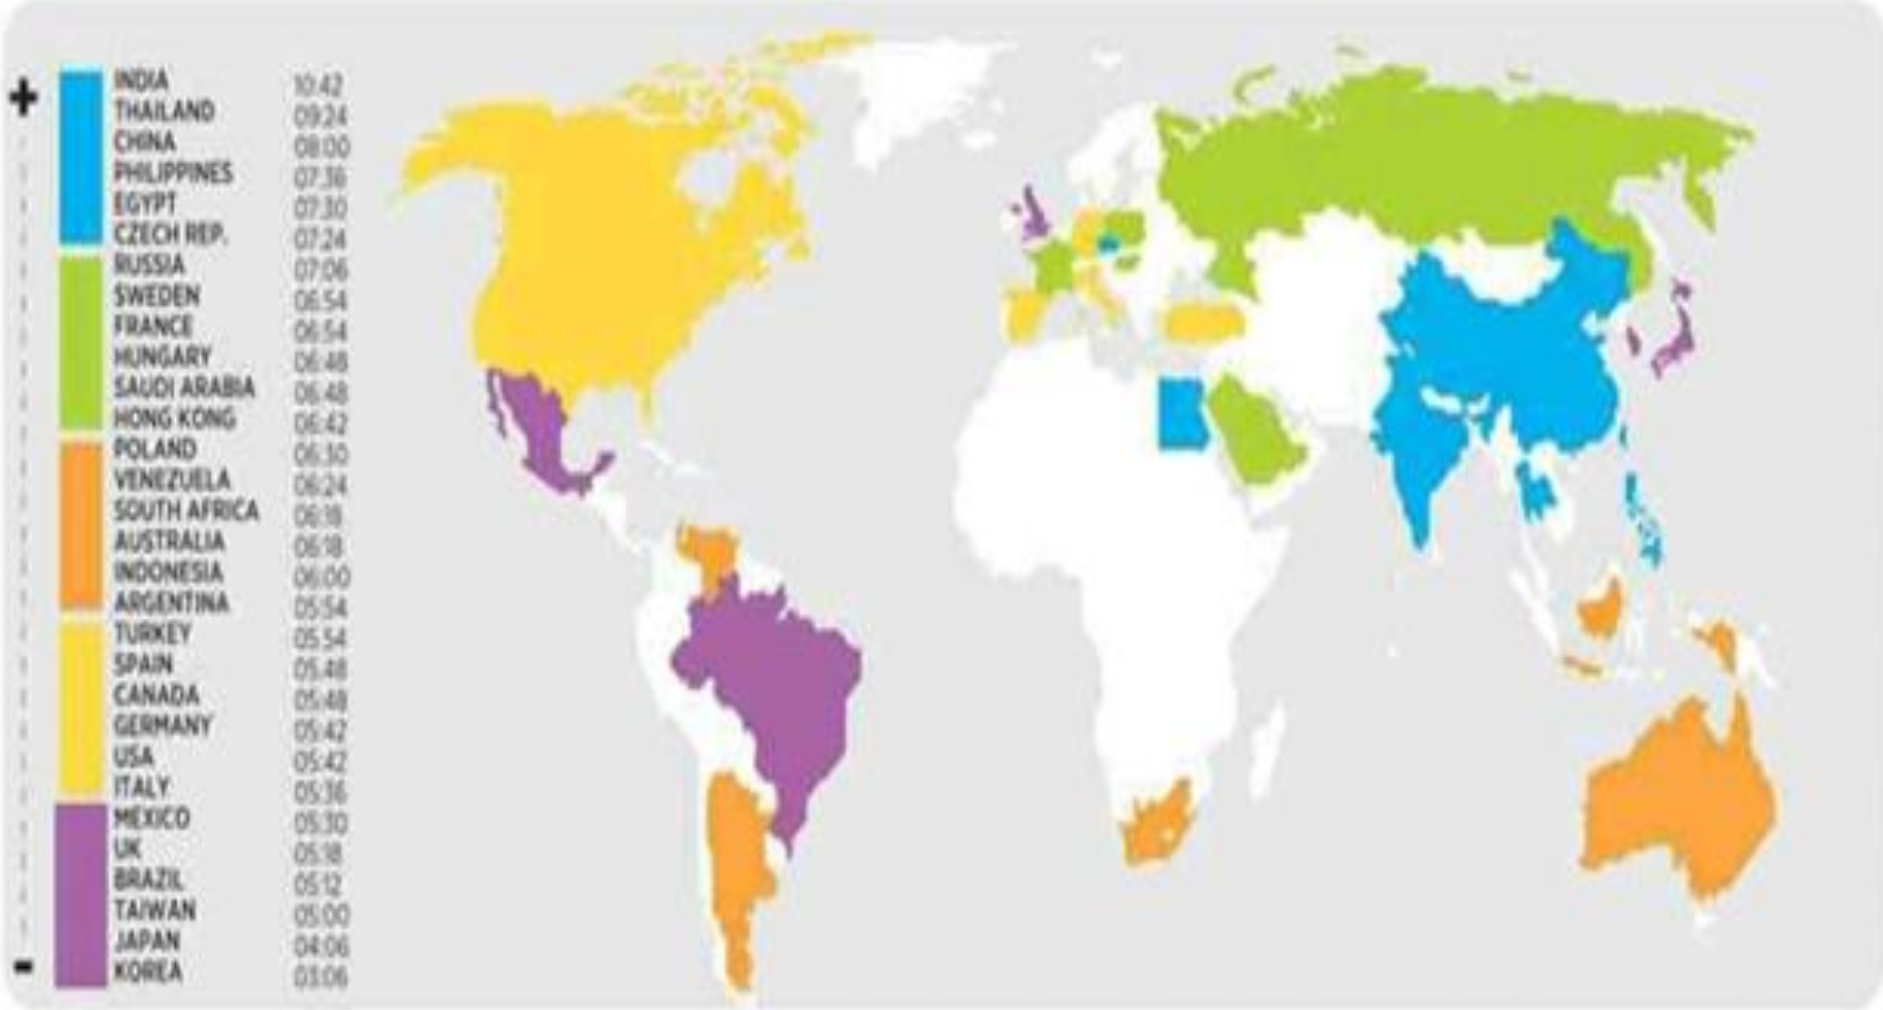 +
INDIA 10:42
THAILAND 09:24
CHINA 08:00
PHILIPPINES 07:36
EGYPT 07:30
CZECH REP. 07:24
RUSSIA 07:06
SWEDEN 06:54
FRANCE 06:54
HUNGARY 06:48
SAUDI ARABIA 06:48
HONG KONG 06:42
POLAND 06:30
VENEZUELA 06:24
SOUTH AFRICA 06:18
AUSTRALIA 06:18
INDONESIA 06:00
ARGENTINA 05:54
TURKEY 05:54
SPAIN 05:48
CANADA 05:48
GERMANY 05:42
USA 05:42
ITALY 05:36
MEXICO 05:30
UK 05:18
BRAZIL 05:12
TAIWAN 05:00
JAPAN 04:06
KOREA 03:06
-